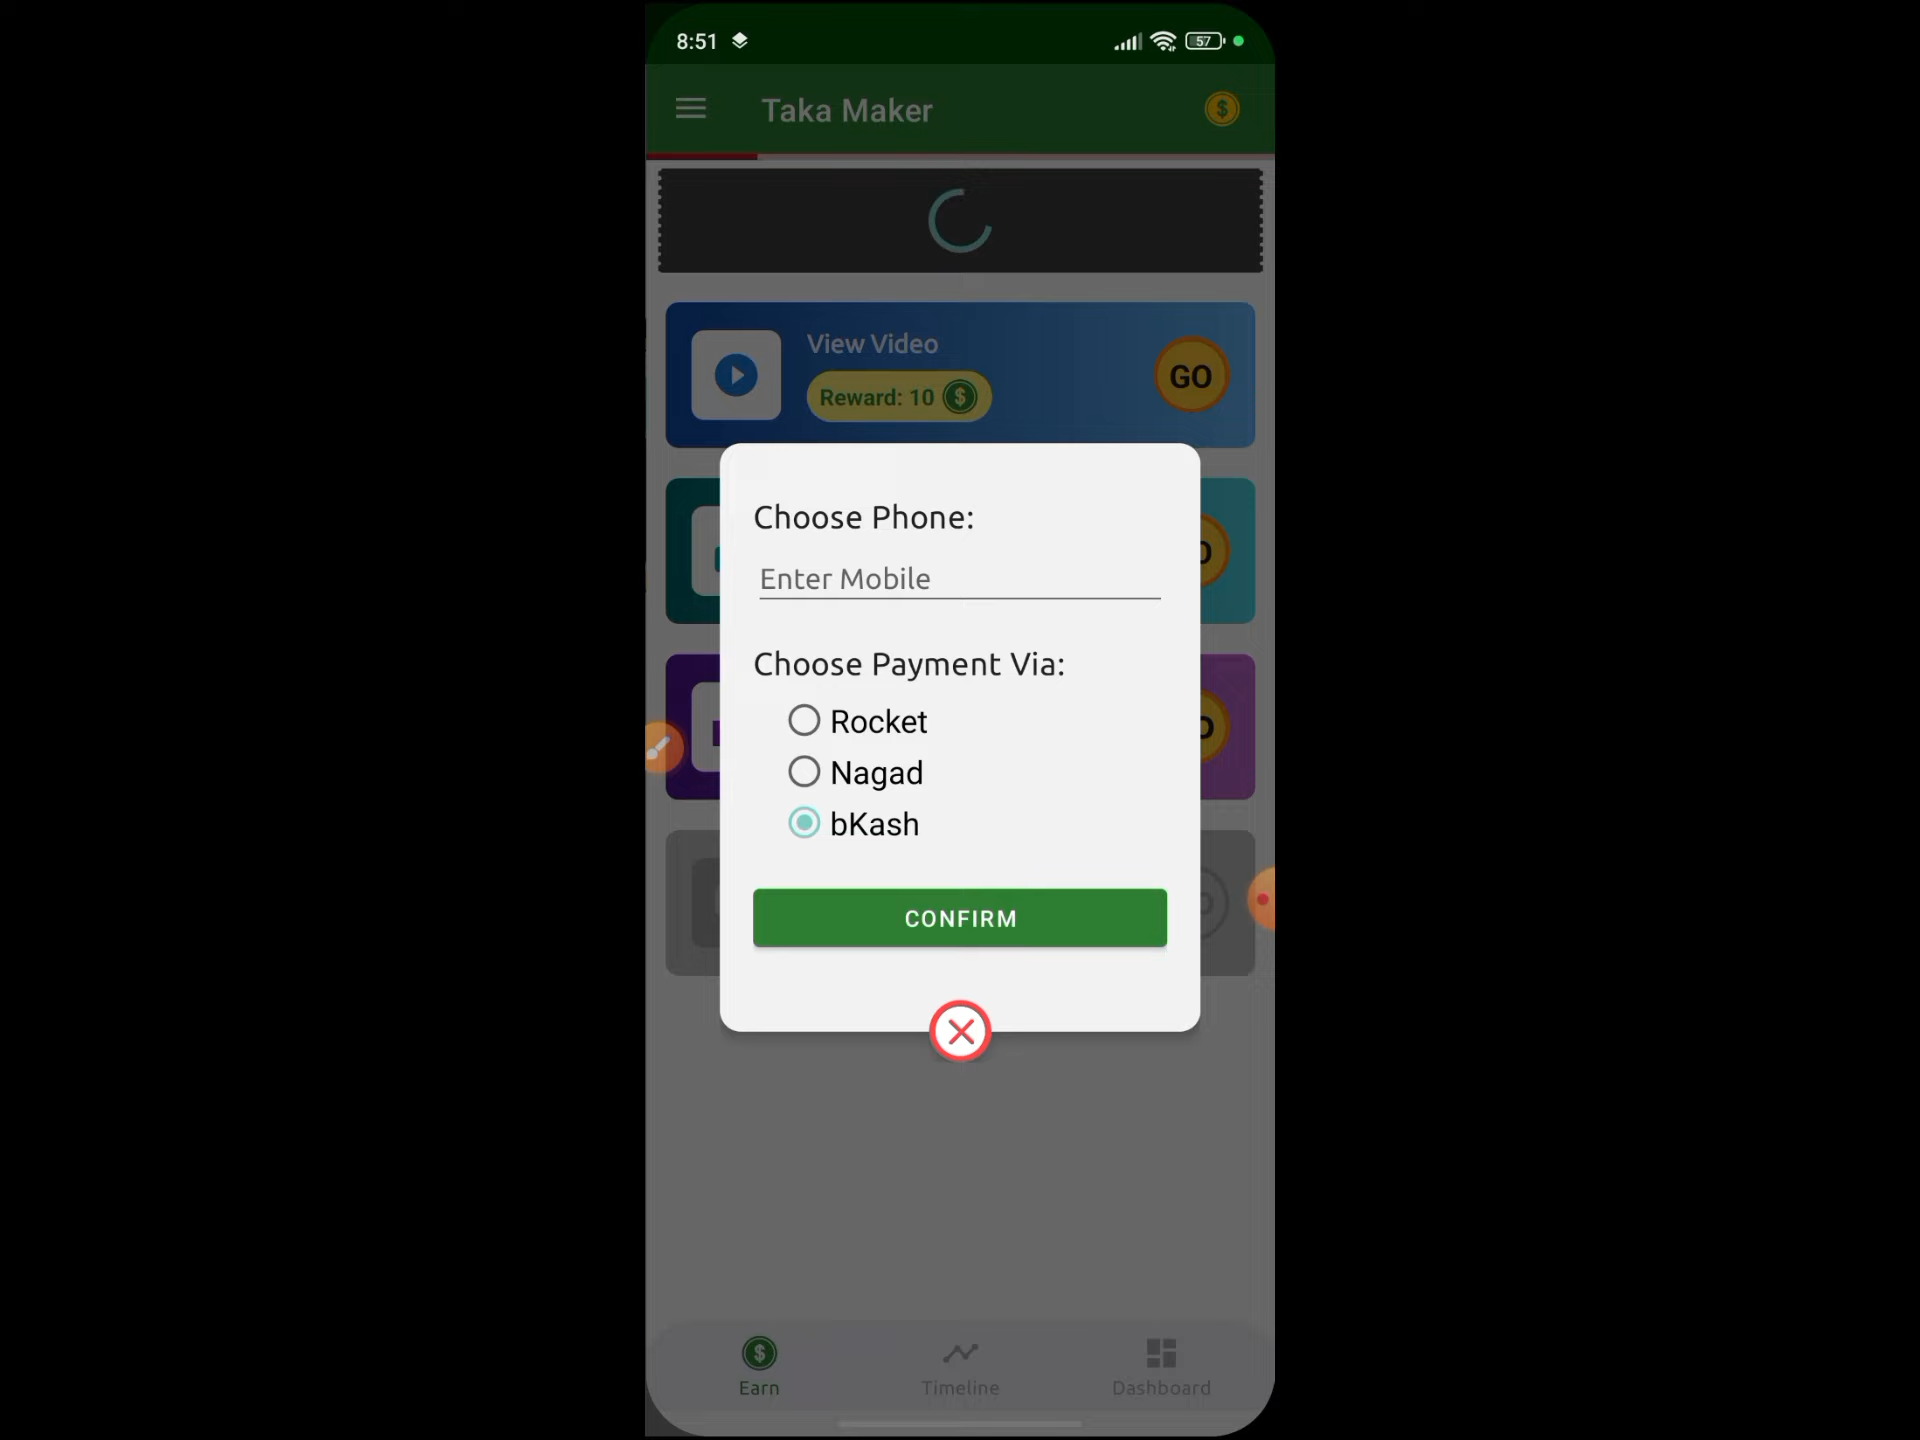 8:51
57
Taka Maker
View Video
Reward: 10
GO
Choose Phone:
Enter Mobile
Choose Payment Via:
Rocket
Nagad
bKash
CONFIRM
Earn
Timeline
Dashboard